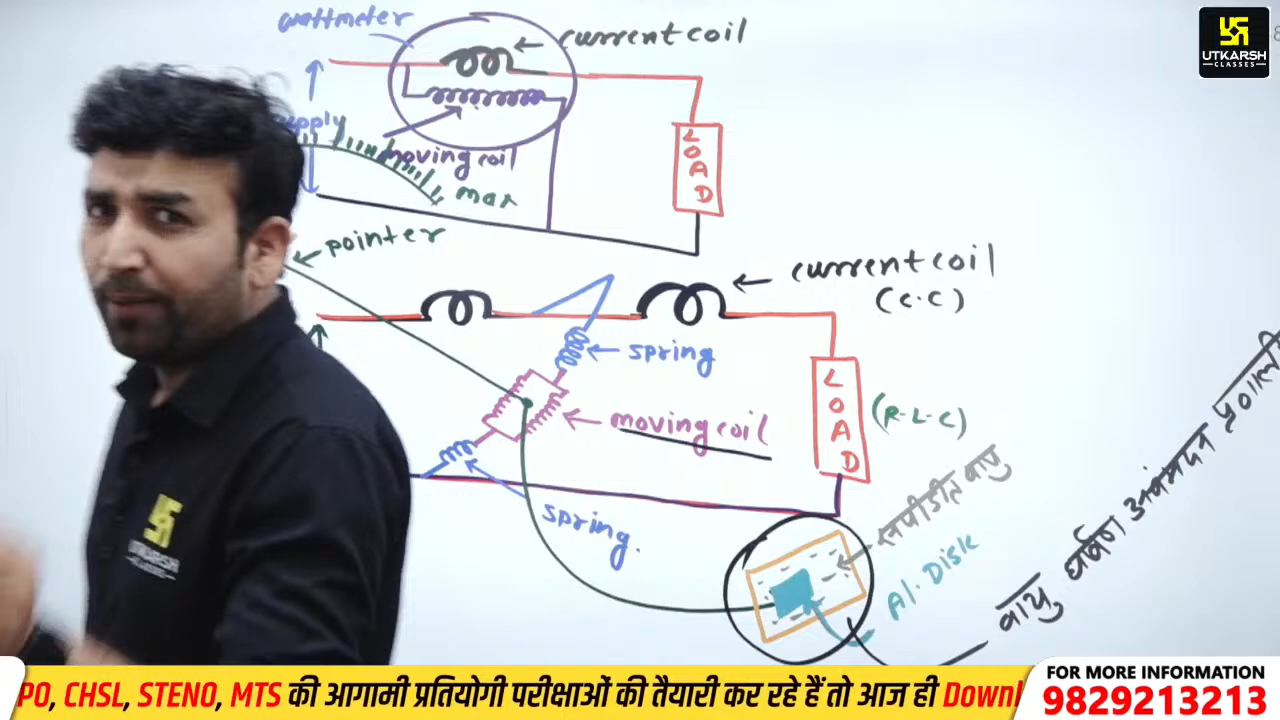 wattmeter
current coil
UTKARSH
CLASSES
moving coil
max
LOAD
pointer
current coil
(C.C)
spring
moving coil
LOAD
(R-L-C)
spring.
संपीडीत वायु
Al. Disk
वायु घर्षण अवमंदन प्रणाली
UTKARSH
CLASSES
PO, CHSL, STENO, MTS की आगामी प्रतियोगी परीक्षाओं की तैयारी कर रहे हैं तो आज ही Downl
FOR MORE INFORMATION
9829213213